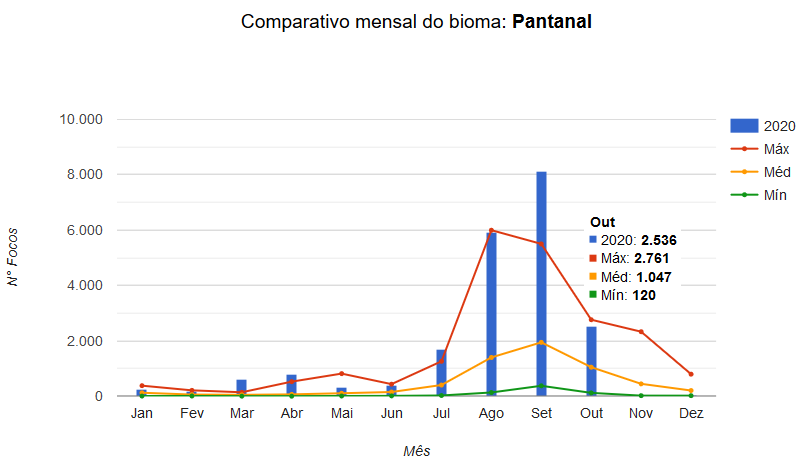 Comparativo mensal do bioma: Pantanal
10.000
8.000
6.000
4.000
2.000
0
N° Focos
Jan Fev Mar Abr Mai Jun Jul Ago Set Out Nov Dez
Mês
2020
Máx
Méd
Mín
Out
2020: 2.536
Máx: 2.761
Méd: 1.047
Mín: 120